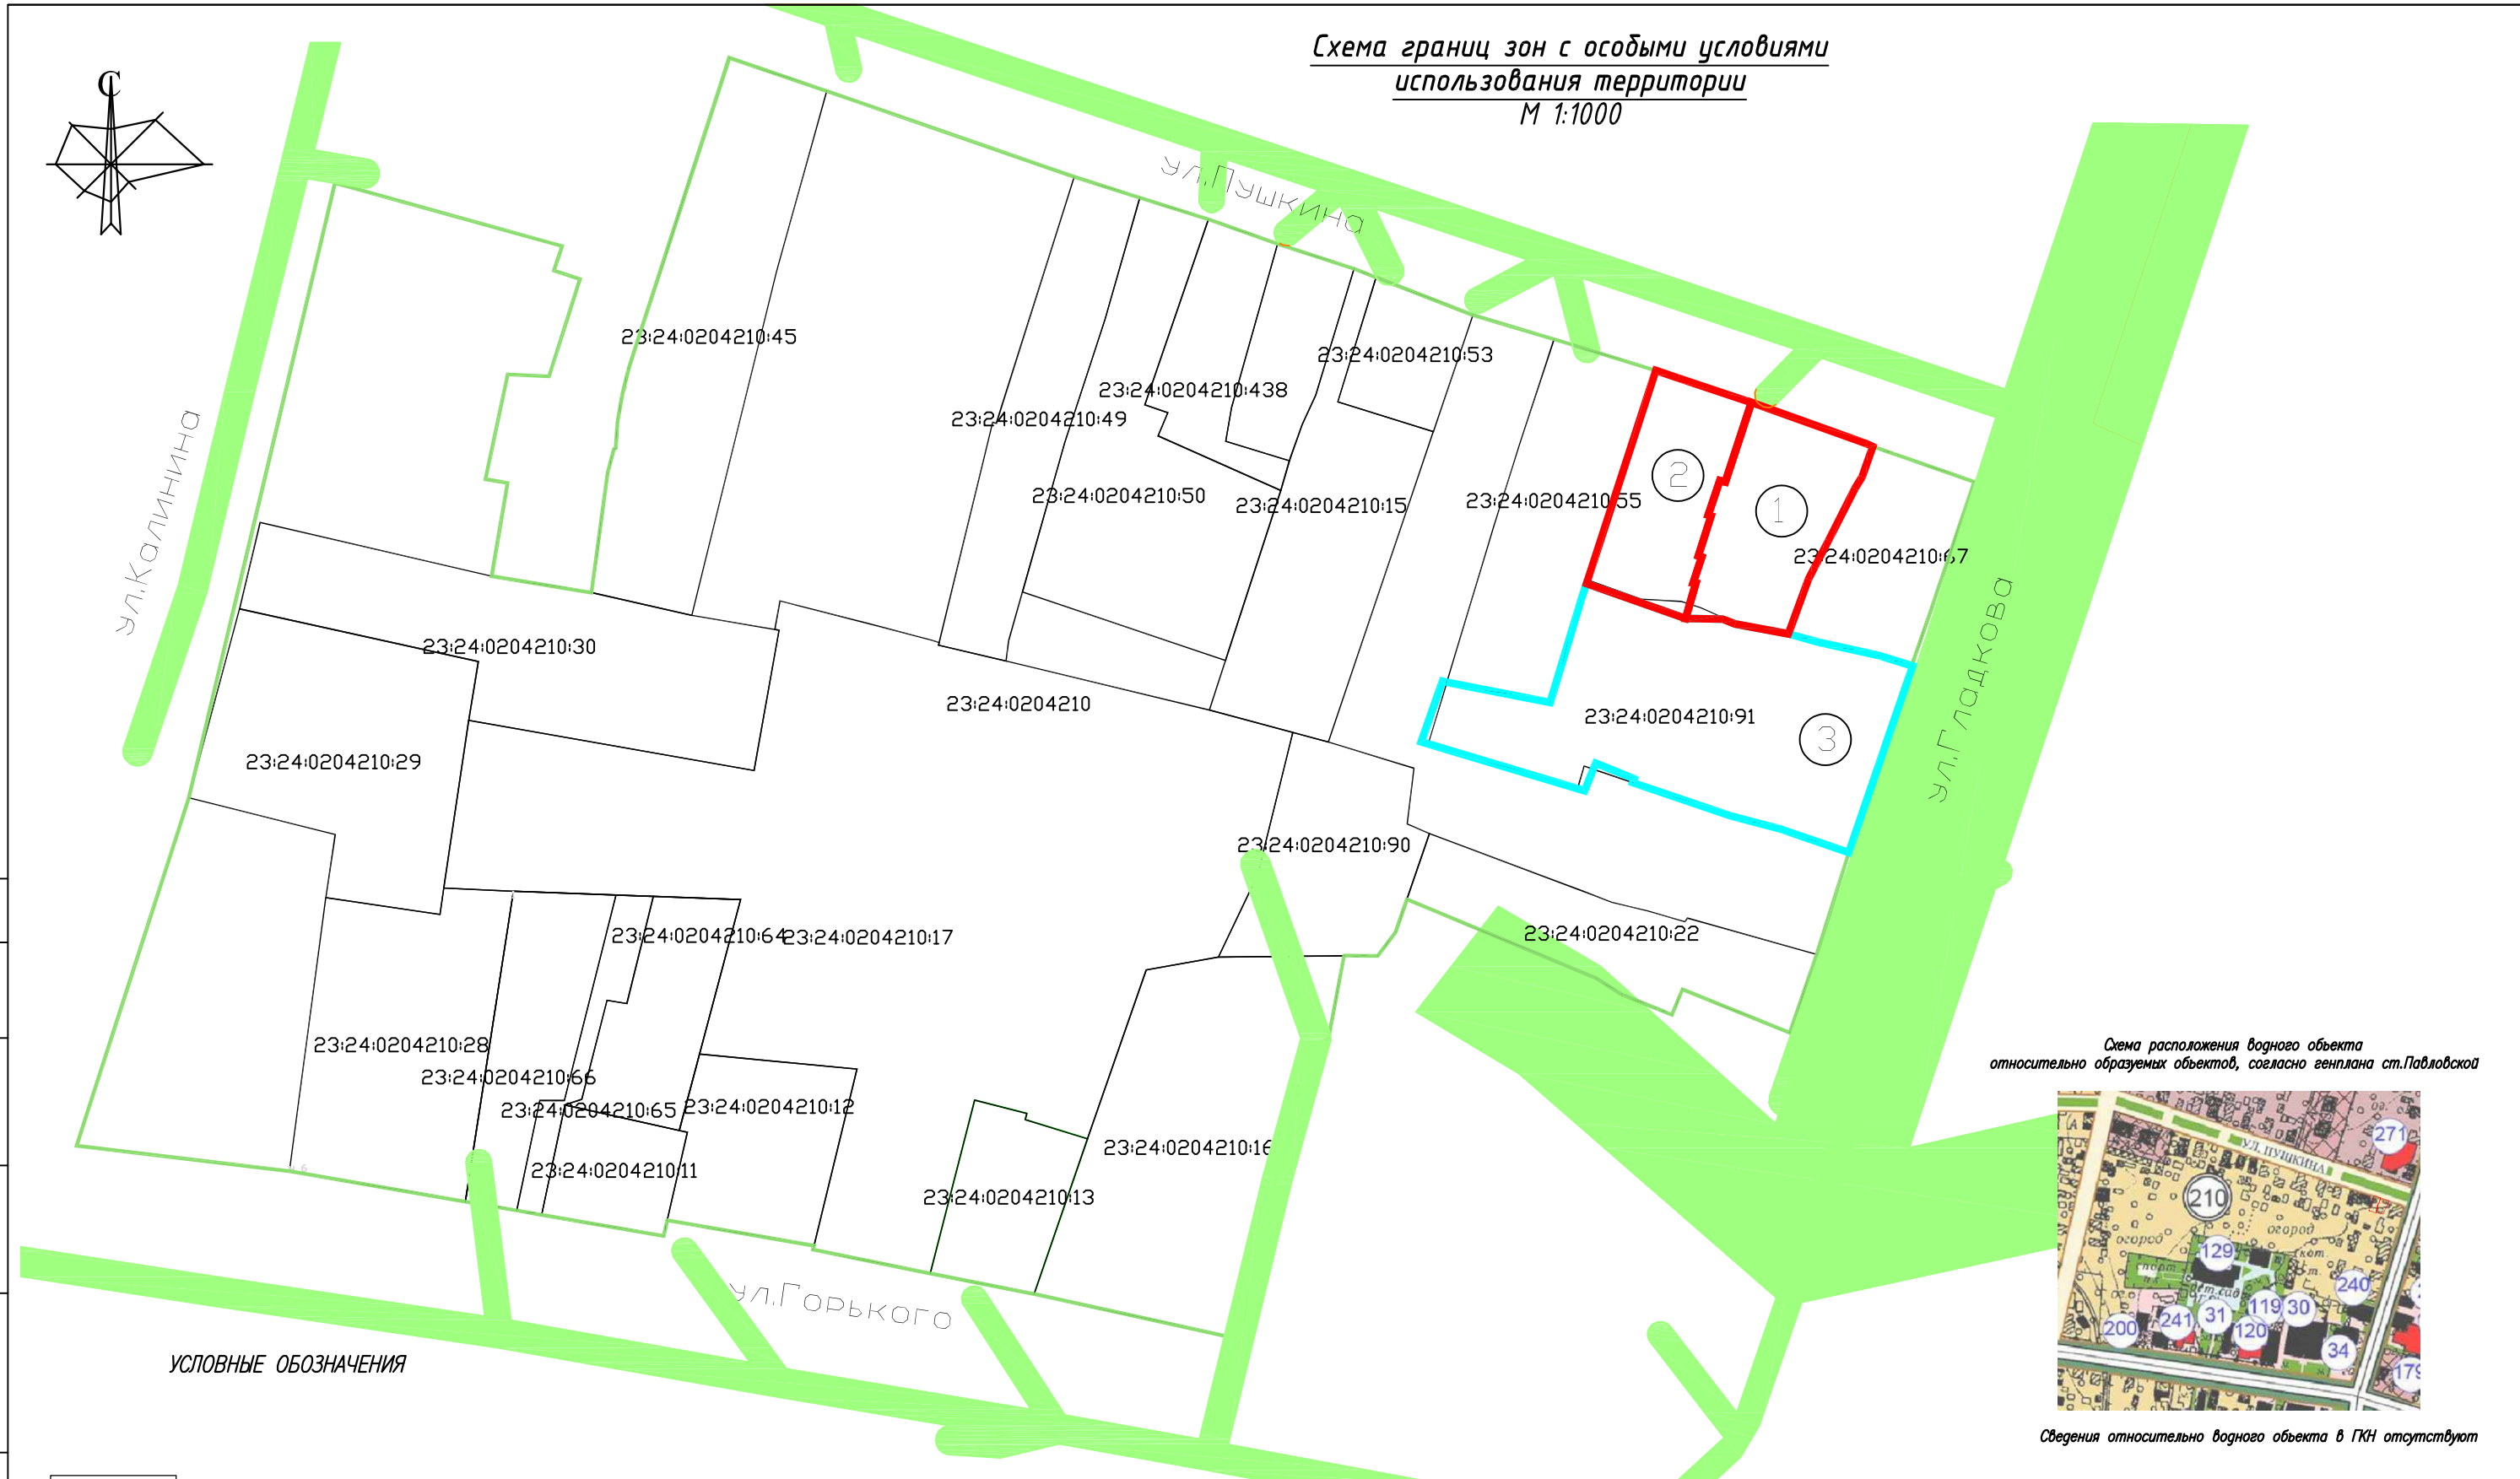 Схема границ зон с особыми условиями
использования территории
М 1:1000
С
ул.Пушкина
ул.Калинина
23:24:0204210:45
23:24:0204210:53
23:24:0204210:438
23:24:0204210:49
23:24:0204210:50
23:24:0204210:15
23:24:0204210:55
2
1
23:24:0204210:67
ул.Гладкова
23:24:0204210:30
23:24:0204210
23:24:0204210:91
3
23:24:0204210:29
23:24:0204210:90
23:24:0204210:64
23:24:0204210:17
23:24:0204210:22
23:24:0204210:28
23:24:0204210:66
23:24:0204210:65
23:24:0204210:12
23:24:0204210:16
23:24:0204210:11
23:24:0204210:13
ул.Горького
УСЛОВНЫЕ ОБОЗНАЧЕНИЯ
Схема расположения водного объекта
относительно образуемых объектов, согласно генплана ст.Павловской
271
УЛ. ПУШКИНА
210
огород
огород
129
кот.
спорт
дет.сад
240
119
30
31
241
200
120
34
179
Сведения относительно водного объекта в ГКН отсутствуют